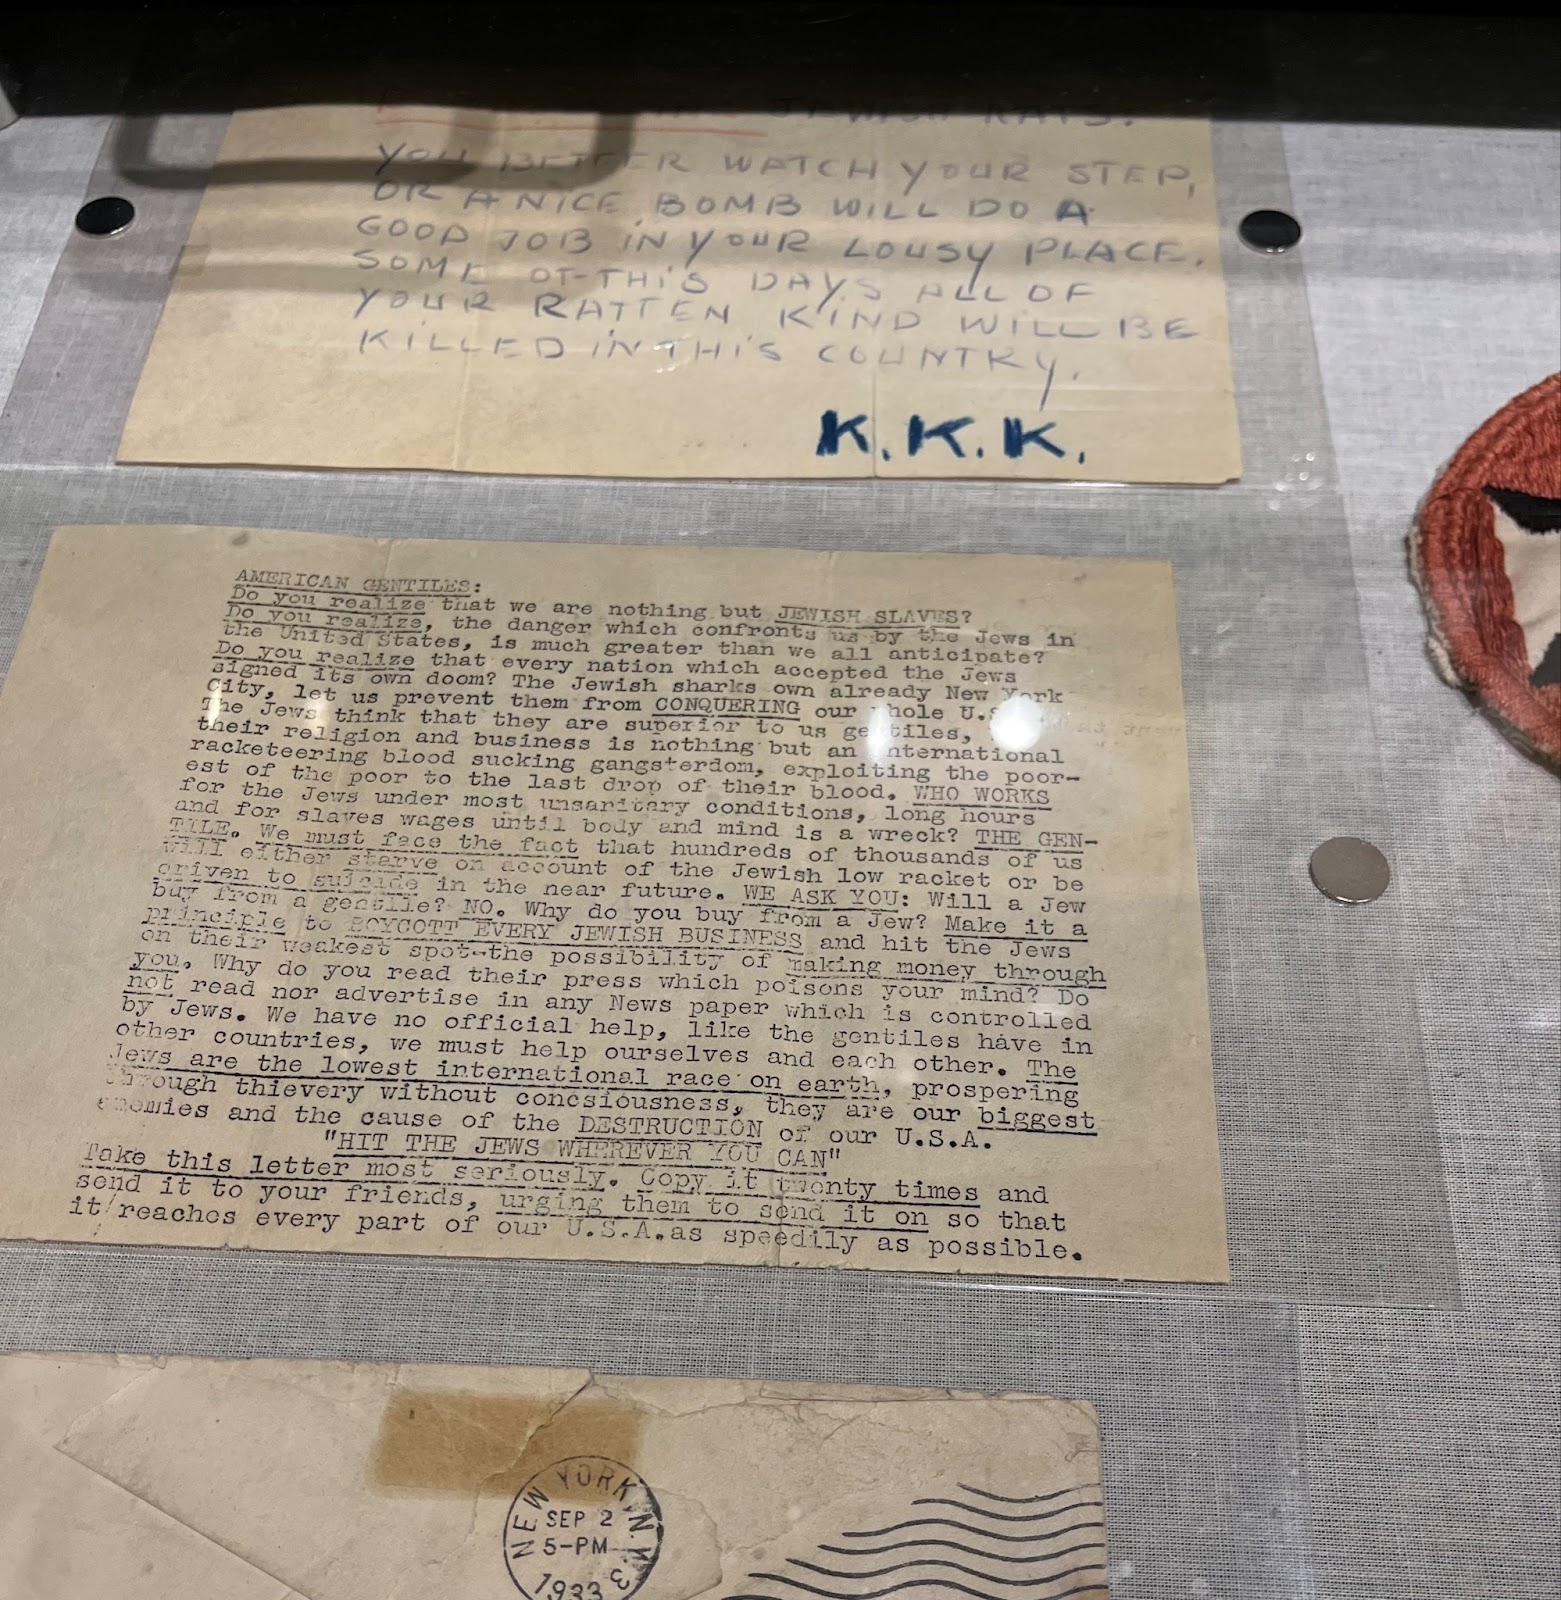 JEWISH RATS.
YOU BETTER WATCH YOUR STEP,
OR A NICE BOMB WILL DO A
GOOD JOB IN YOUR LOUSY PLACE.
SOME OT-THIS DAYS ALL OF
YOUR RATTEN KIND WILL BE
KILLED IN THIS COUNTRY.
K.K.K.
AMERICAN GENTILES:
Do you realize that we are nothing but JEWISH SLAVES?
Do you realize, the danger which confronts us by the Jews in
the United States, is much greater than we all anticipate?
Do you realize that every nation which accepted the Jews
signed its own doom? The Jewish sharks own already New York
City, let us prevent them from CONQUERING our whole U.S.
The Jews think that they are superior to us gentiles,
their religion and business is nothing but an international
racketeering blood sucking gangsterdom, exploiting the poor-
est of the poor to the last drop of their blood. WHO WORKS
for the Jews under most unsanitary conditions, long hours
and for slaves wages until body and mind is a wreck? THE GEN-
TILE. We must face the fact that hundreds of thousands of us
will either starve on account of the Jewish low racket or be
driven to suicide in the near future. WE ASK YOU: Will a Jew
buy from a gentile? NO. Why do you buy from a Jew? Make it a
principle to BOYCOTT EVERY JEWISH BUSINESS and hit the Jews
on their weakest spot-the possibility of making money through
you. Why do you read their press which poisons your mind? Do
not read nor advertise in any News paper which is controlled
by Jews. We have no official help, like the gentiles have in
other countries, we must help ourselves and each other. The
Jews are the lowest international race on earth, prospering
through thievery without concsiousness, they are our biggest
enemies and the cause of the DESTRUCTION of our U.S.A.
"HIT THE JEWS WHEREVER YOU CAN"
Take this letter most seriously. Copy it twenty times and
send it to your friends, urging them to send it on so that
it reaches every part of our U.S.A.as speedily as possible.
NEW YORK, N.Y. 3
SEP 2
5-PM
1933